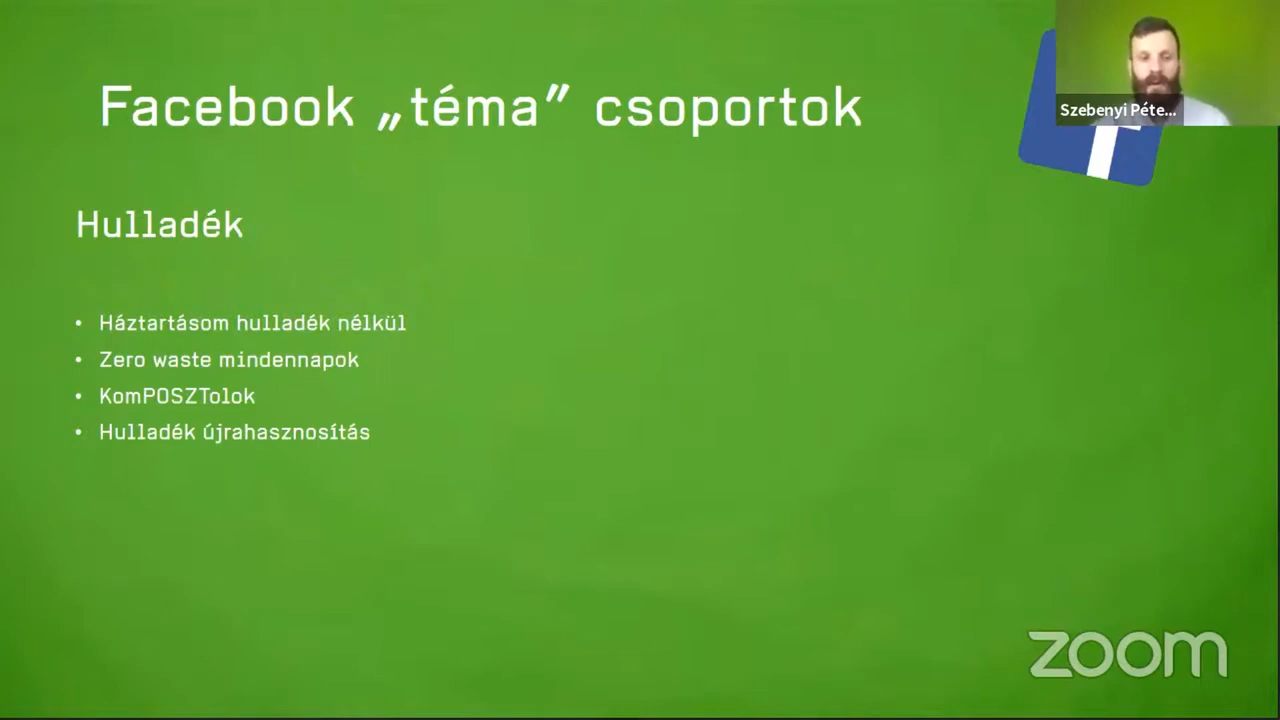 Facebook „téma” csoportok
Szebenyi Péte...
Hulladék
• Háztartásom hulladék nélkül
• Zero waste mindennapok
• KomPOSZTolok
• Hulladék újrahasznosítás
zoom